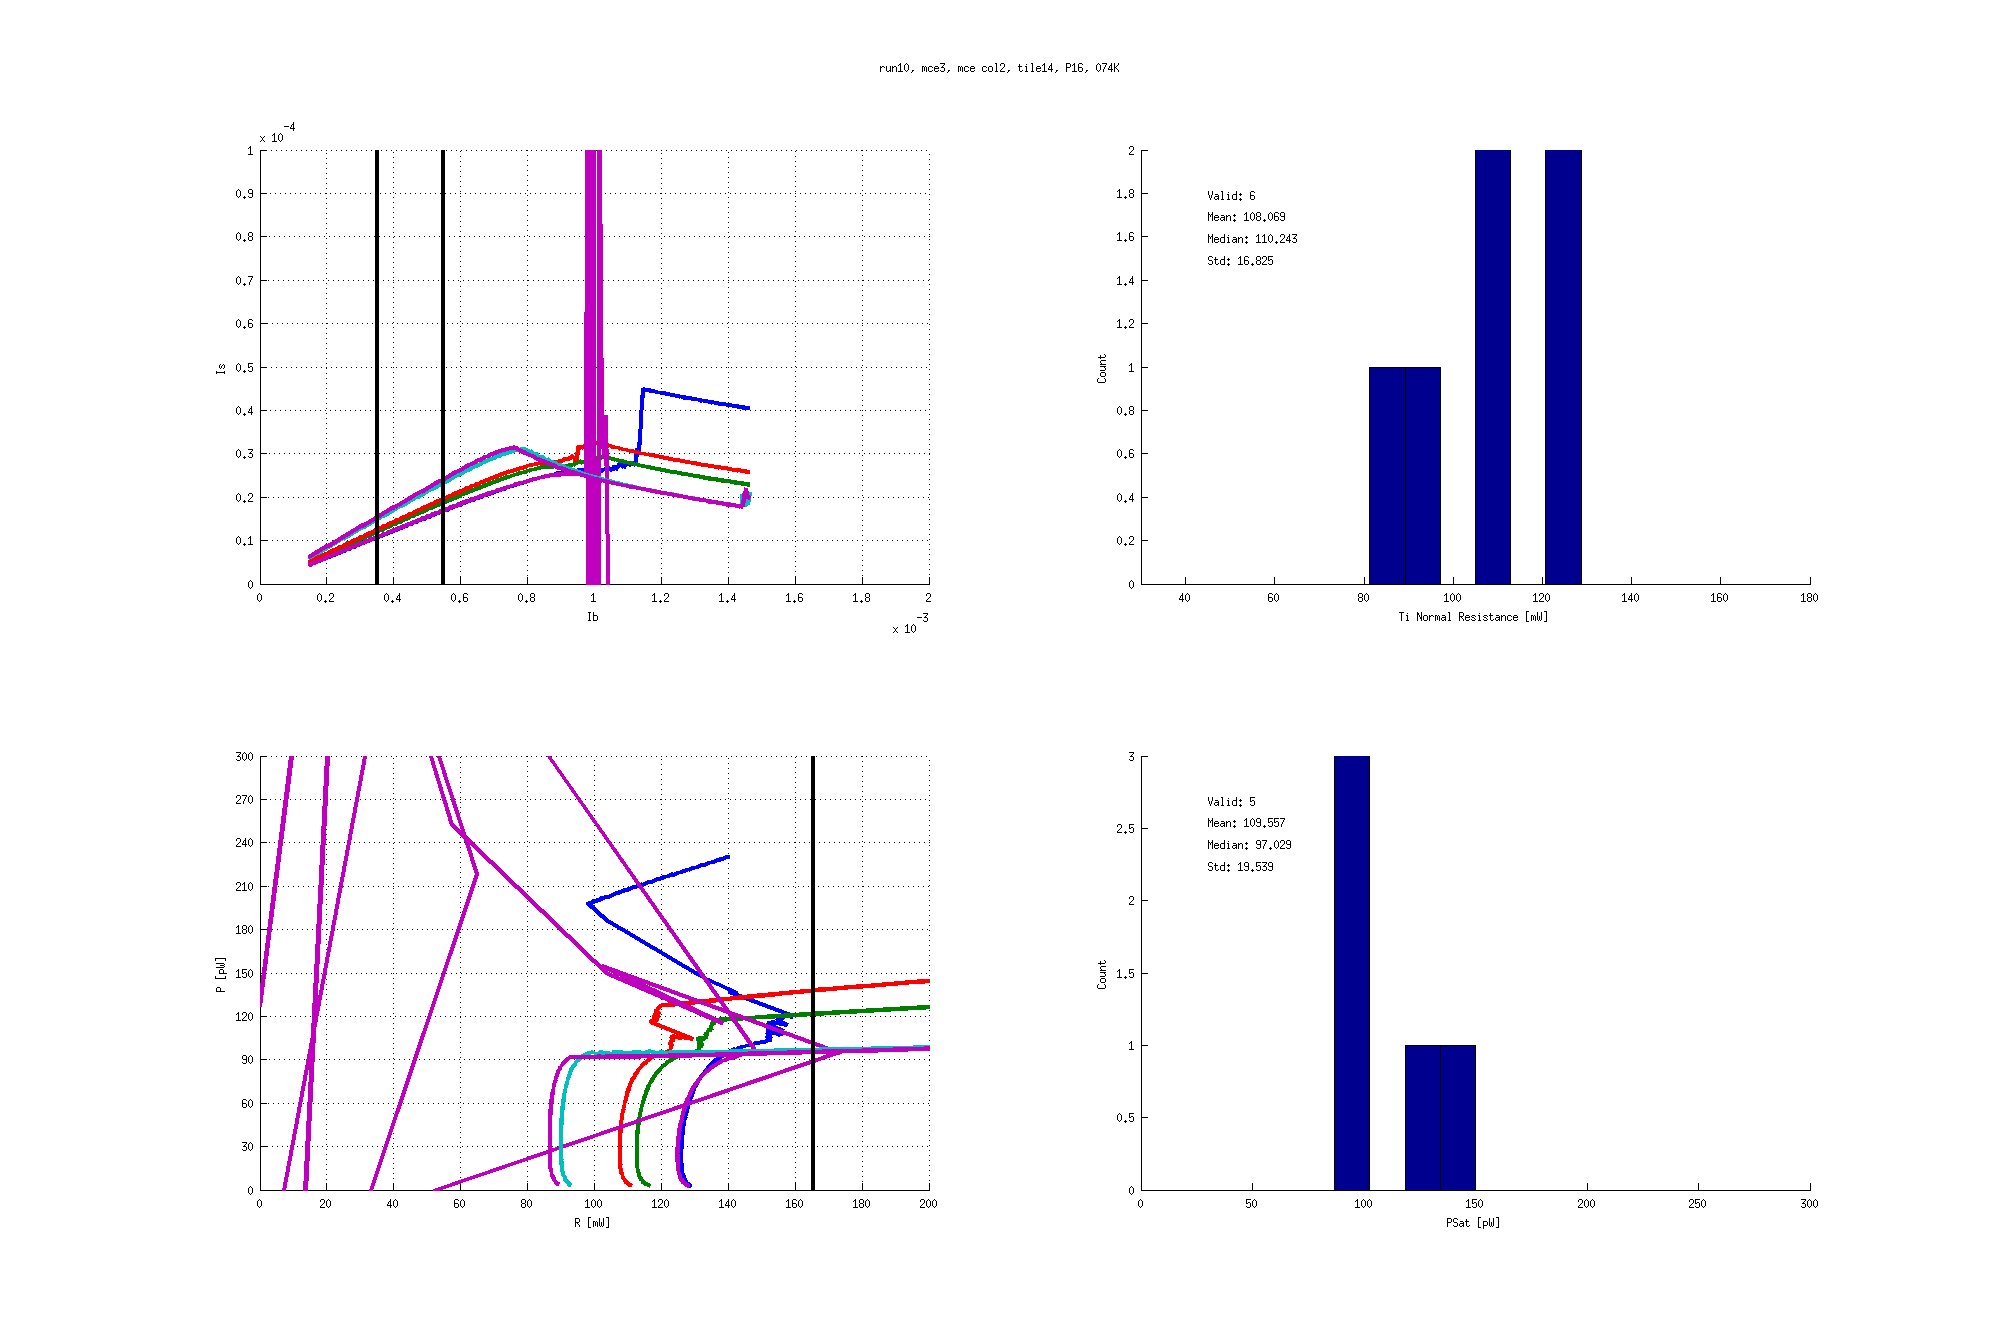 run10, mce3, mce col2, tile14, P16, 074K
x 10
-4
1
0.9
0.8
0.7
0.6
0.5
0.4
0.3
0.2
0.1
0
Is
0 0.2 0.4 0.6 0.8 1 1.2 1.4 1.6 1.8 2
Ib
x 10
-3
2
1.8
1.6
1.4
1.2
1
0.8
0.6
0.4
0.2
0
Count
Valid: 6
Mean: 108.069
Median: 110.243
Std: 16.825
40 60 80 100 120 140 160 180
Ti Normal Resistance [mW]
300
270
240
210
180
150
120
90
60
30
0
P [pW]
0 20 40 60 80 100 120 140 160 180 200
R [mW]
3
2.5
2
1.5
1
0.5
0
Count
Valid: 5
Mean: 109.557
Median: 97.029
Std: 19.539
0 50 100 150 200 250 300
PSat [pW]